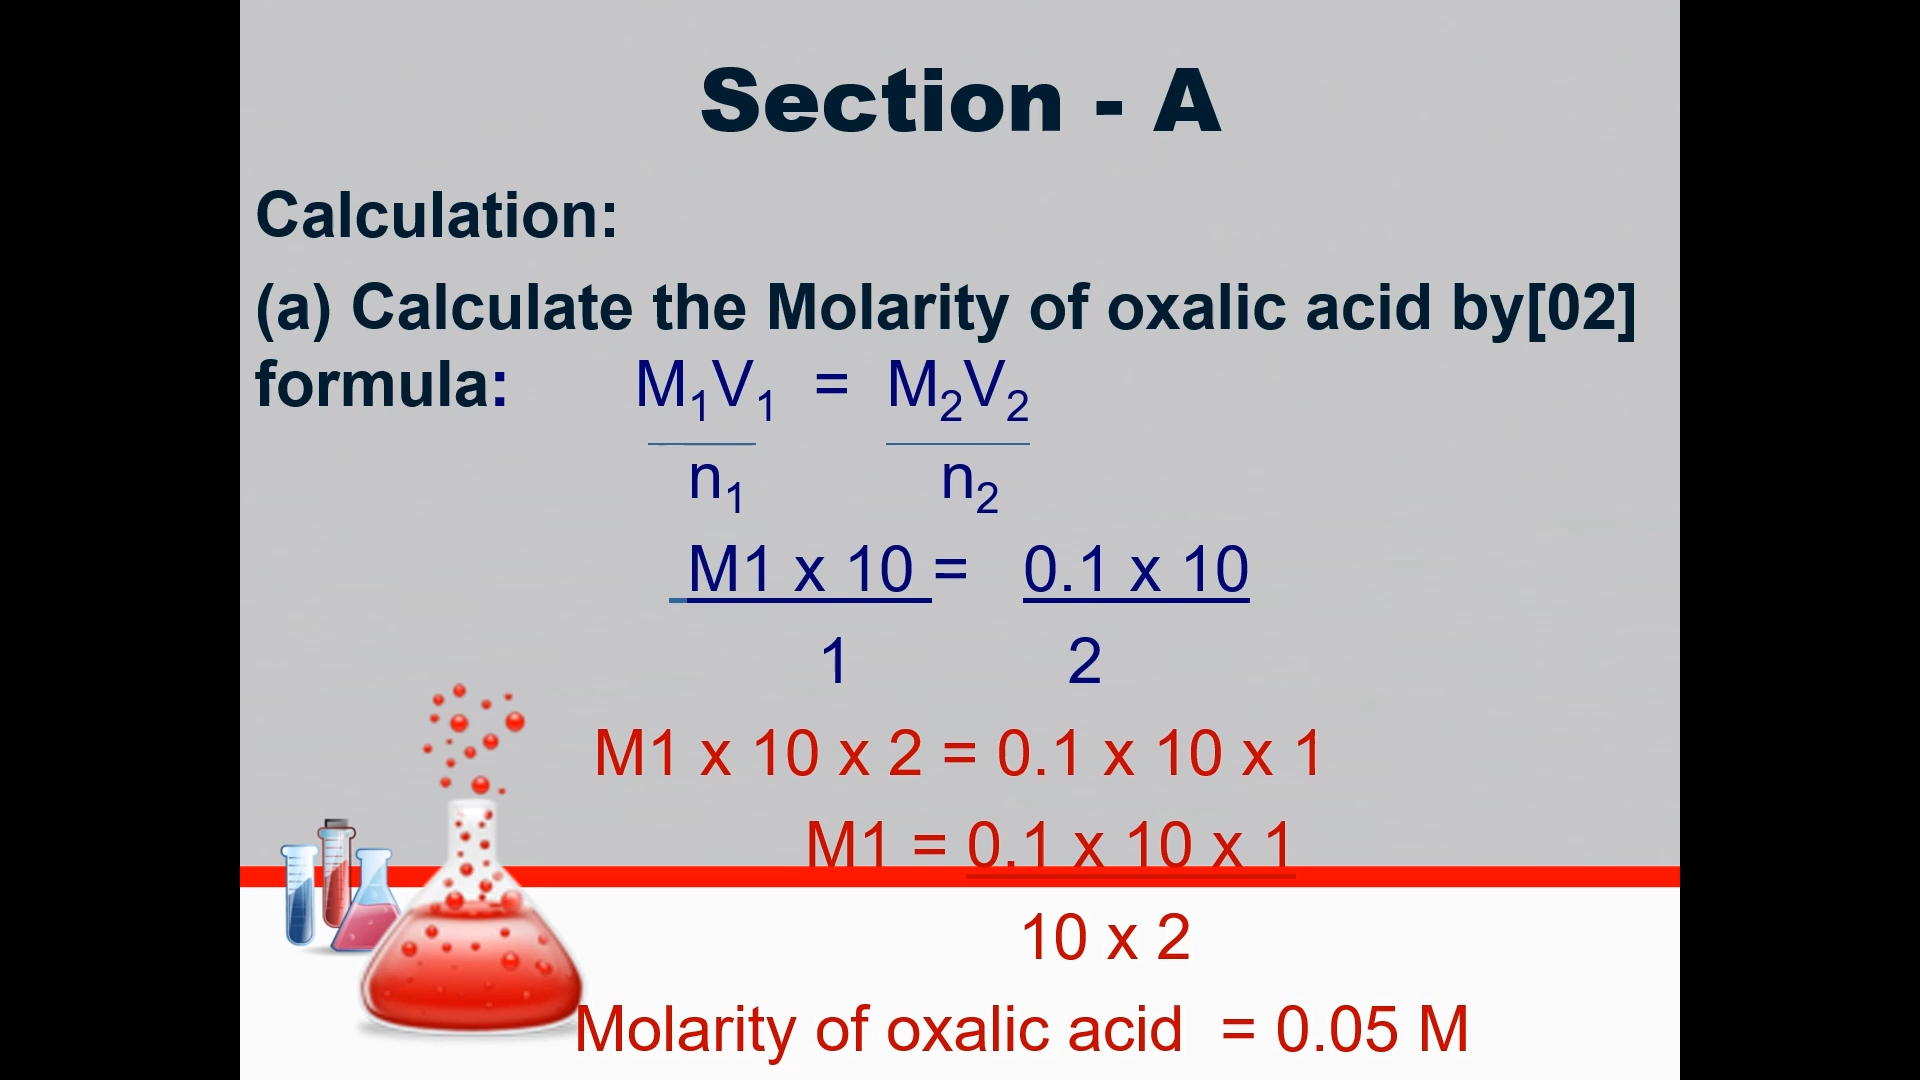 Section - A
Calculation:
(a) Calculate the Molarity of oxalic acid by[02]
formula: M₁V₁ = M₂V₂
n₁ n₂
M1 x 10 = 0.1 x 10
1 2
M1 x 10 x 2 = 0.1 x 10 x 1
M1 = 0.1 x 10 x 1
10 x 2
Molarity of oxalic acid = 0.05 M